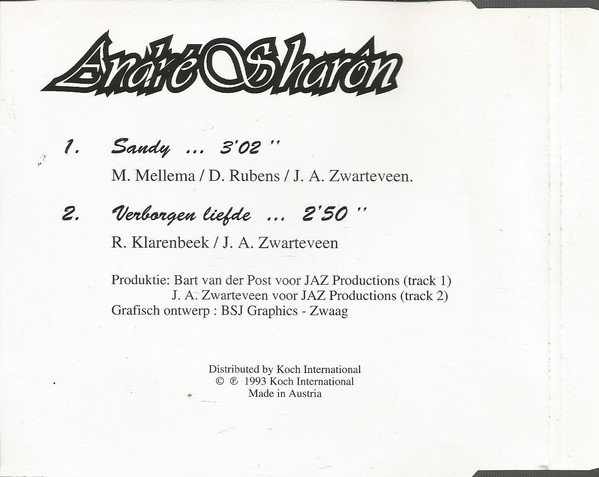 André O Sharôn
1. Sandy ... 3'02 "
M. Mellema / D. Rubens / J. A. Zwarteveen.
2. Verborgen liefde ... 2'50 "
R. Klarenbeek / J. A. Zwarteveen
Produktie: Bart van der Post voor JAZ Productions (track 1)
J. A. Zwarteveen voor JAZ Productions (track 2)
Grafisch ontwerp : BSJ Graphics - Zwaag
Distributed by Koch International
© ℗ 1993 Koch International
Made in Austria